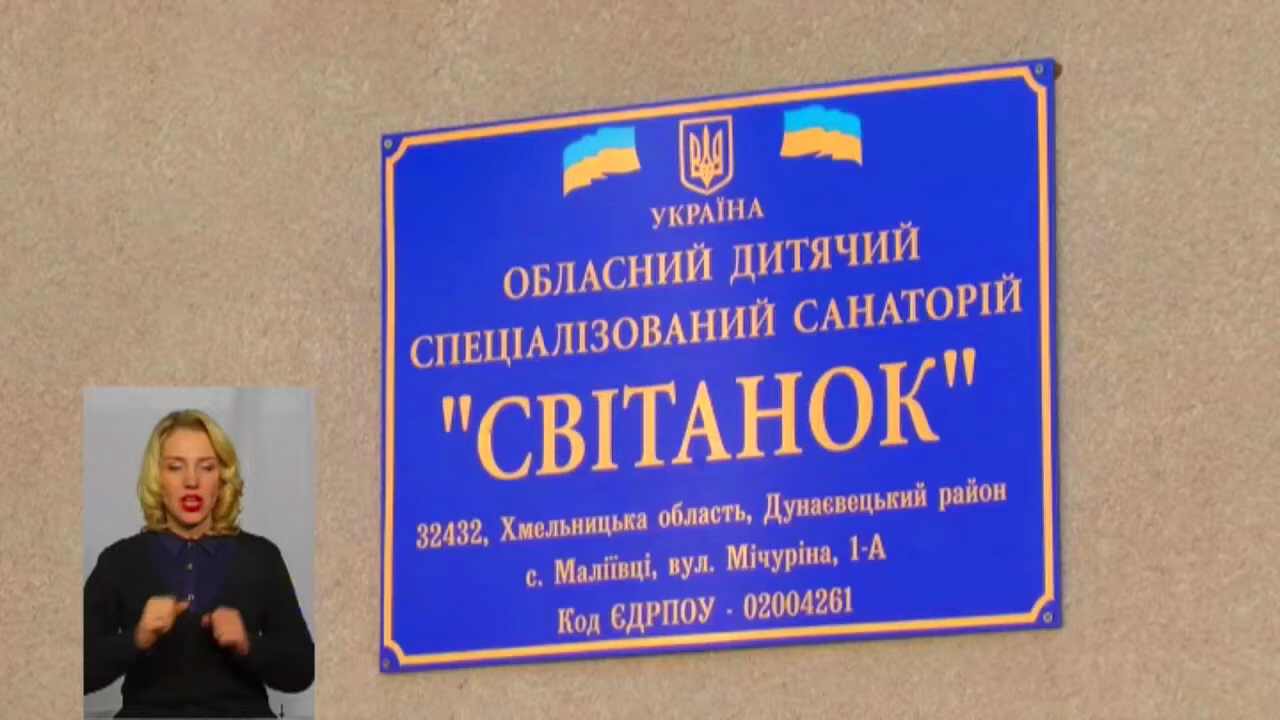 УКРАЇНА
ОБЛАСНИЙ ДИТЯЧИЙ
СПЕЦІАЛІЗОВАНИЙ САНАТОРІЙ
"СВІТАНОК"
32432, Хмельницька область, Дунаєвецький район
с. Маліївці, вул. Мічуріна, 1-А
Код ЄДРПОУ - 02004261